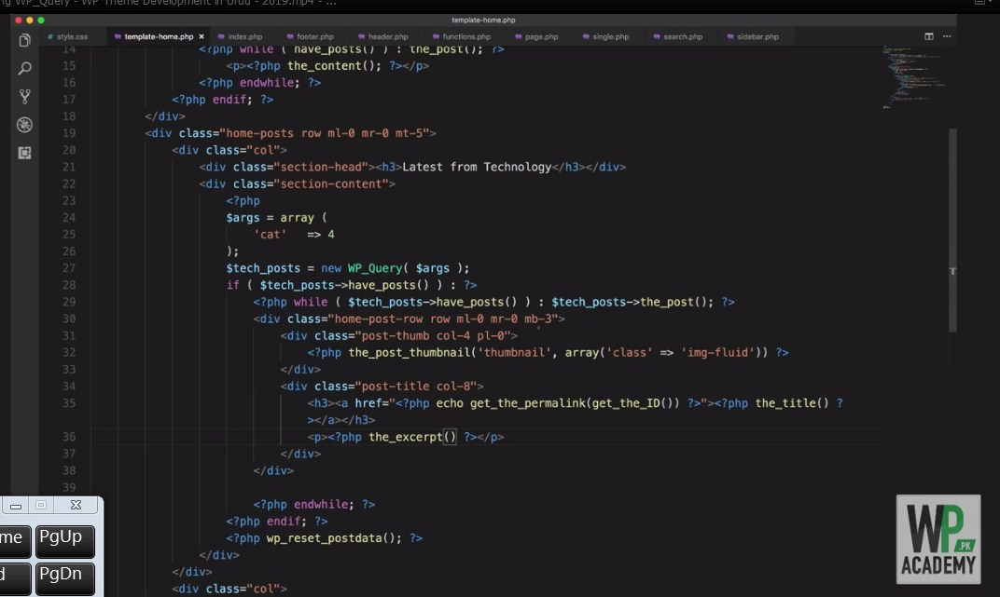 ng WP_Query - WP Theme Development in Urdu - 2019.mp4 - ...
template-home.php
style.css template-home.php × index.php footer.php header.php functions.php page.php single.php search.php sidebar.php ...
14 <?php while ( have_posts() ) : the_post(); ?>
15 <p><?php the_content(); ?></p>
16 <?php endwhile; ?>
17 <?php endif; ?>
18 </div>
19 <div class="home-posts row ml-0 mr-0 mt-5">
20 <div class="col">
21 <div class="section-head"><h3>Latest from Technology</h3></div>
22 <div class="section-content">
23 <?php
24 $args = array (
25 'cat' => 4
26 );
27 $tech_posts = new WP_Query( $args );
28 if ( $tech_posts->have_posts() ) : ?>
29 <?php while ( $tech_posts->have_posts() ) : $tech_posts->the_post(); ?>
30 <div class="home-post-row row ml-0 mr-0 mb-3">
31 <div class="post-thumb col-4 pl-0">
32 <?php the_post_thumbnail('thumbnail', array('class' => 'img-fluid')) ?>
33 </div>
34 <div class="post-title col-8">
35 <h3><a href="<?php echo get_the_permalink(get_the_ID()) ?>"><?php the_title() ?
></a></h3>
36 <p><?php the_excerpt() ?></p>
37 </div>
38 </div>
39
<?php endwhile; ?>
<?php endif; ?>
<?php wp_reset_postdata(); ?>
</div>
</div>
<div class="col">
me PgUp
d PgDn
WP.PK
ACADEMY